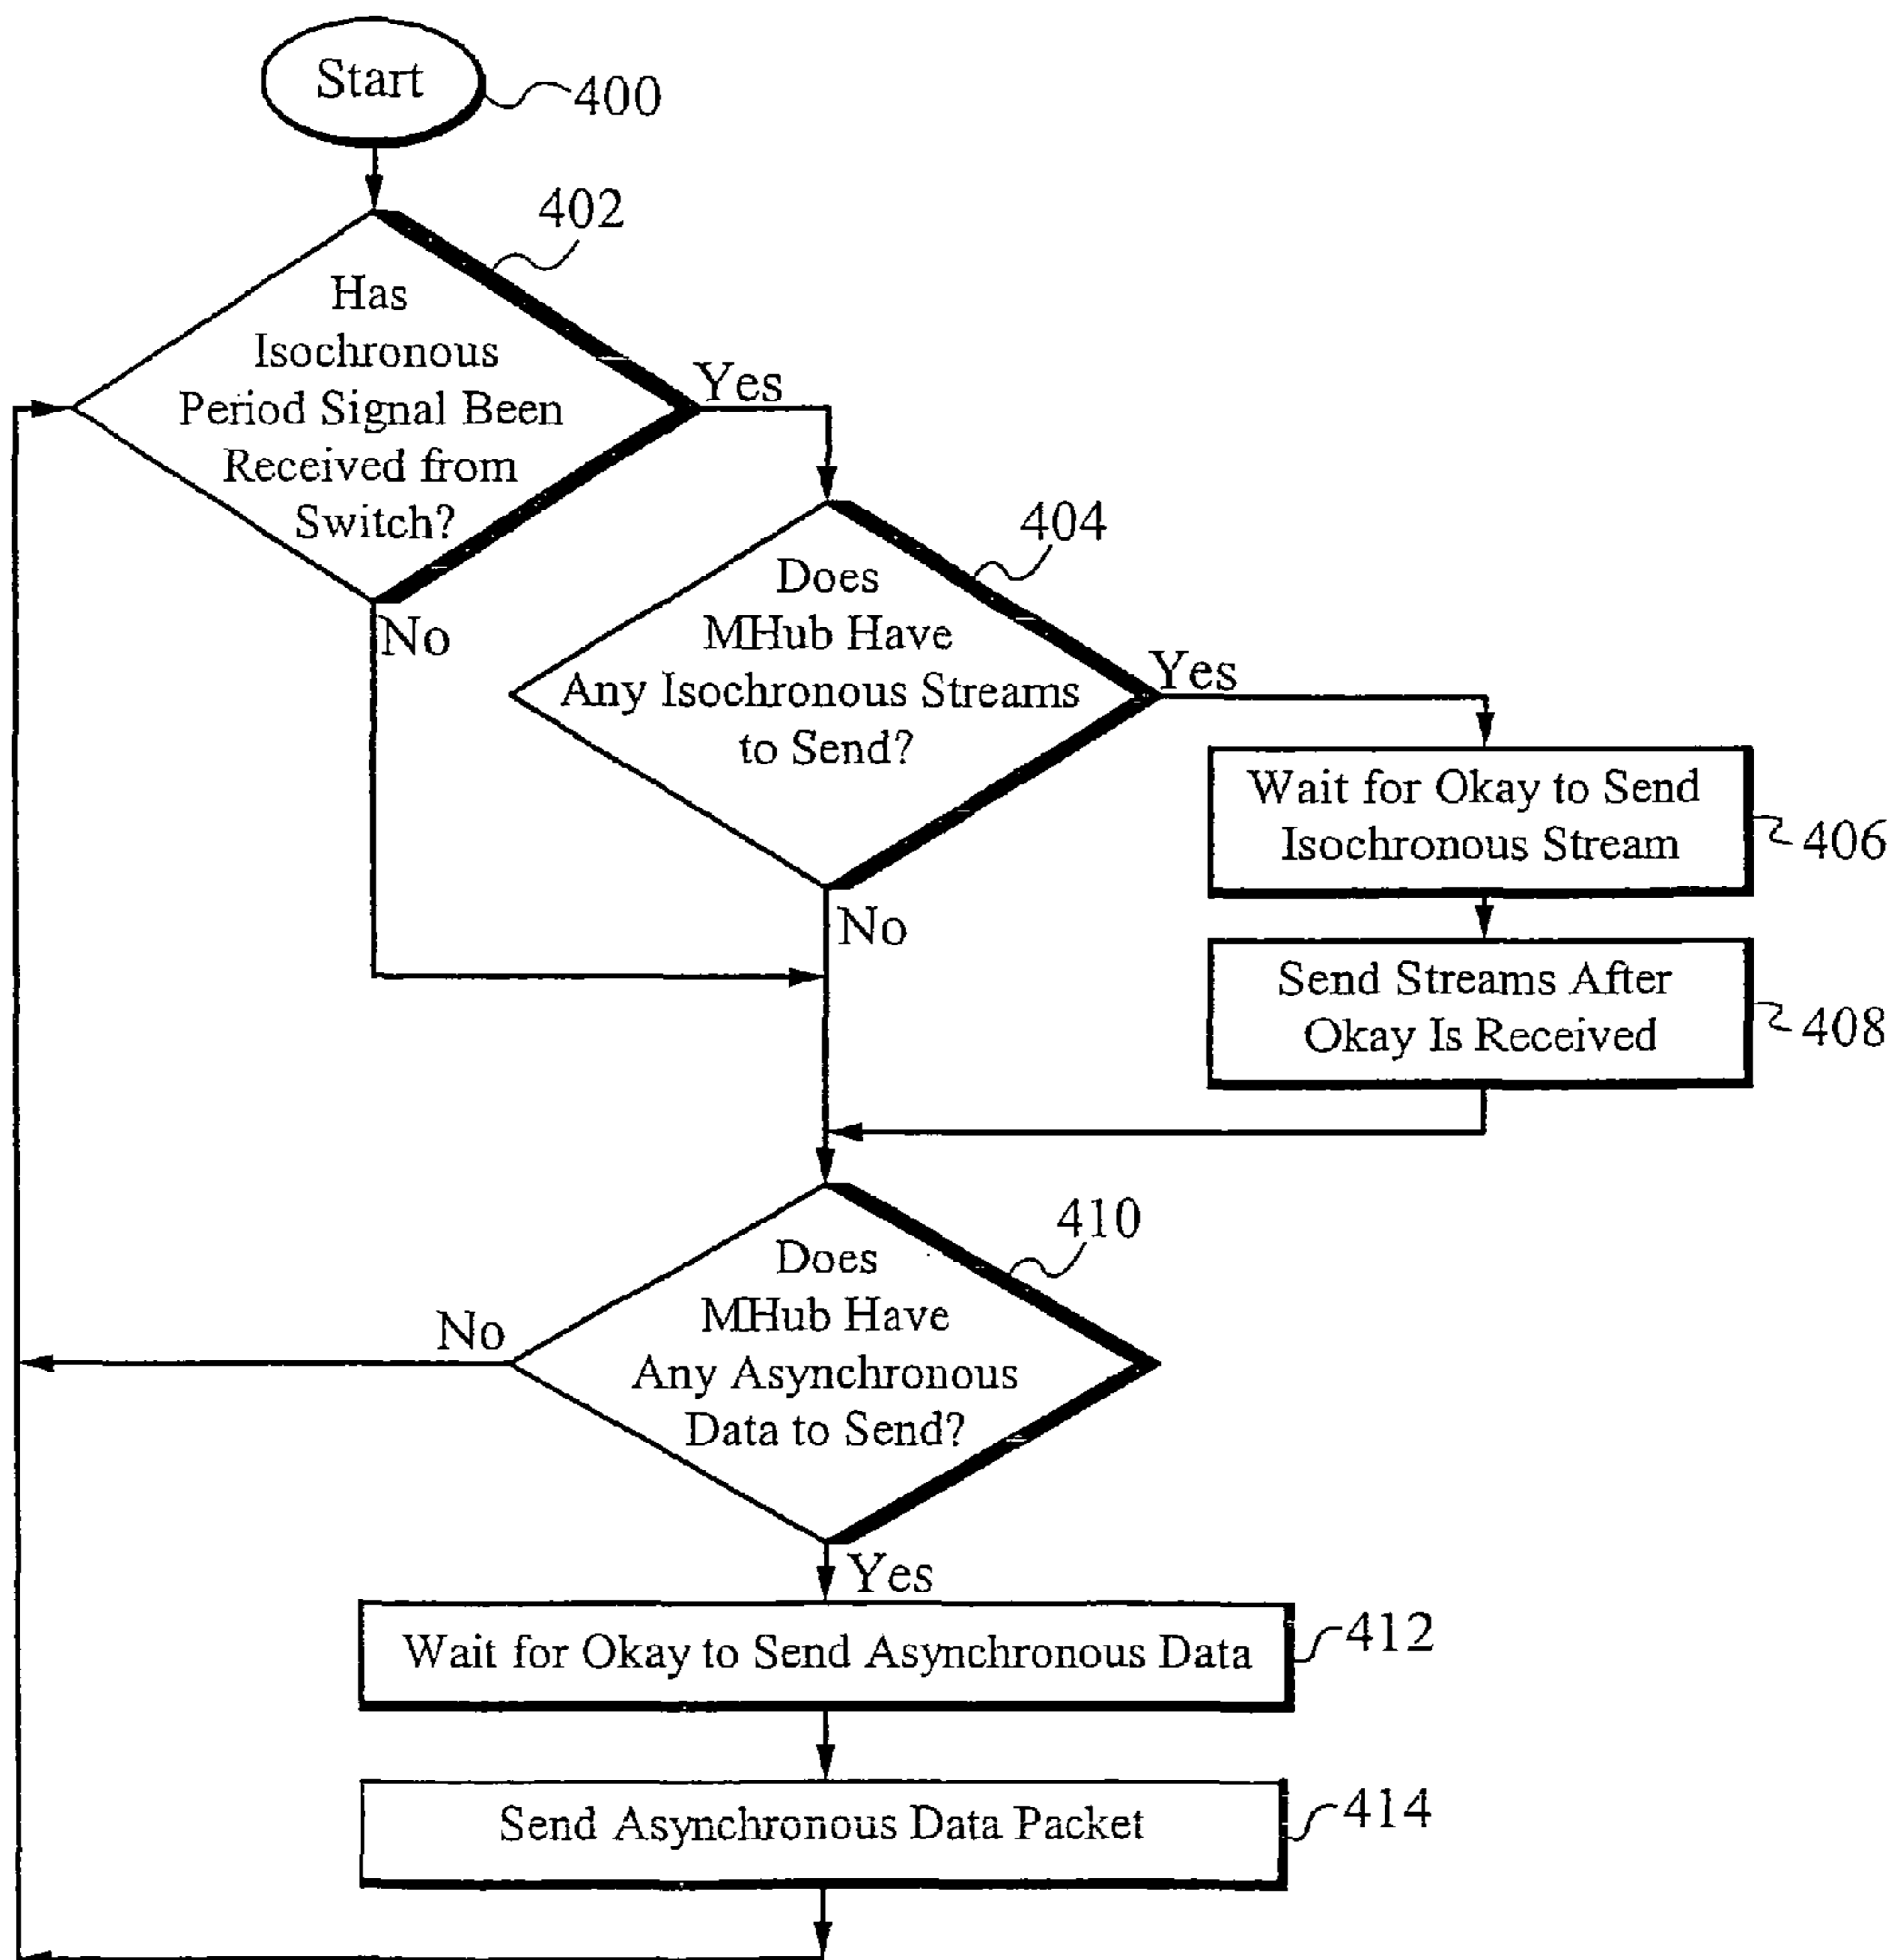 Start
400
402
Has
Isochronous
Period Signal Been
Received from
Switch?
Yes
No
404
Does
MHub Have
Any Isochronous Streams
to Send?
Yes
No
Wait for Okay to Send
Isochronous Stream
406
Send Streams After
Okay Is Received
408
410
Does
MHub Have
Any Asynchronous
Data to Send?
No
Yes
Wait for Okay to Send Asynchronous Data
412
Send Asynchronous Data Packet
414